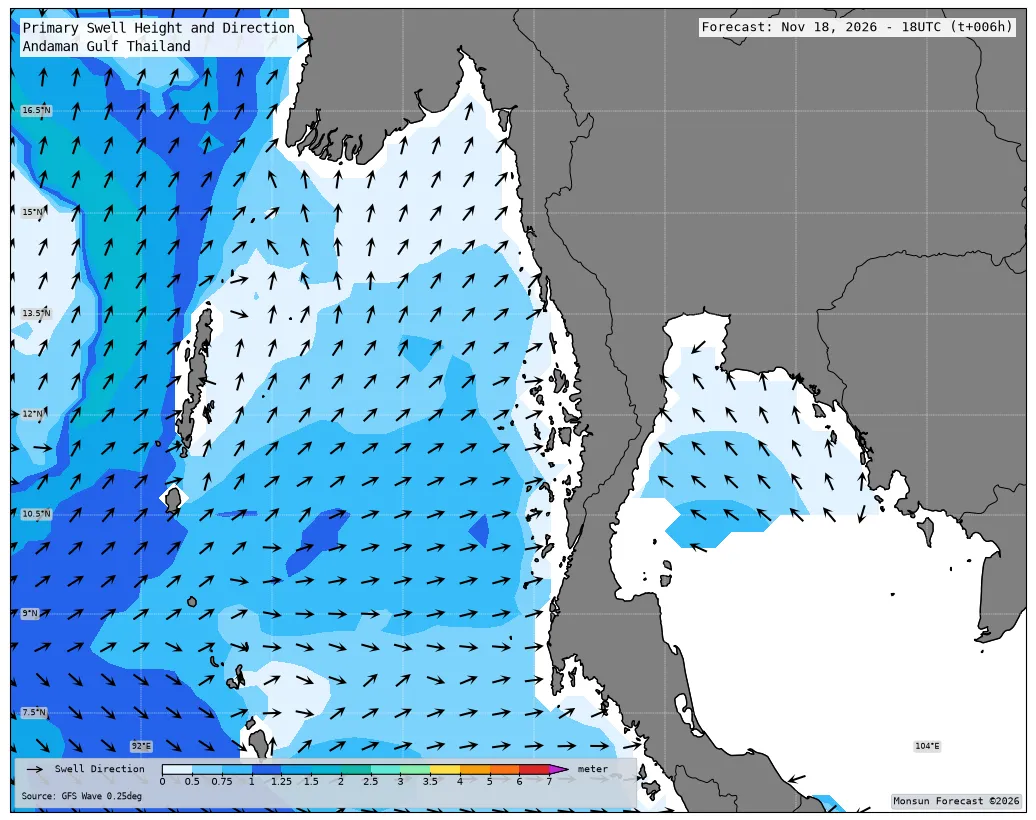 Primary Swell Height and Direction
Andaman Gulf Thailand
Forecast: Nov 18, 2026 - 18UTC (t+006h)
16.5°N
15°N
13.5°N
12°N
10.5°N
9°N
7.5°N
92°E
104°E
Swell Direction
0 0.5 0.75 1 1.25 1.5 2 2.5 3 3.5 4 5 6 7
meter
Source: GFS Wave 0.25deg
Monsun Forecast ©2026